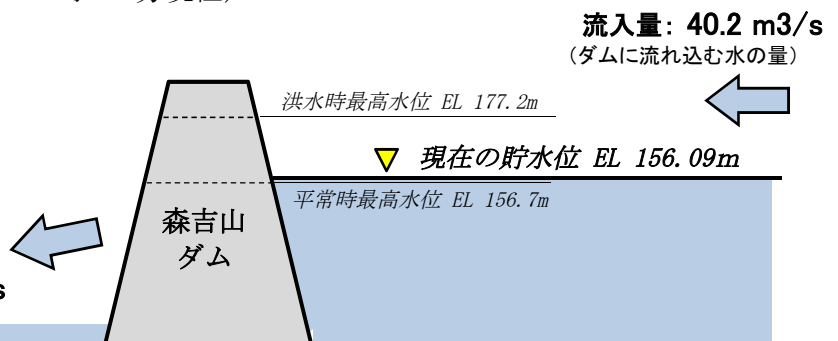 流入量: 40.2 m3/s
(ダムに流れ込む水の量)
洪水時最高水位 EL 177.2m
現在の貯水位 EL 156.09m
平常時最高水位 EL 156.7m
森吉山
ダム
s